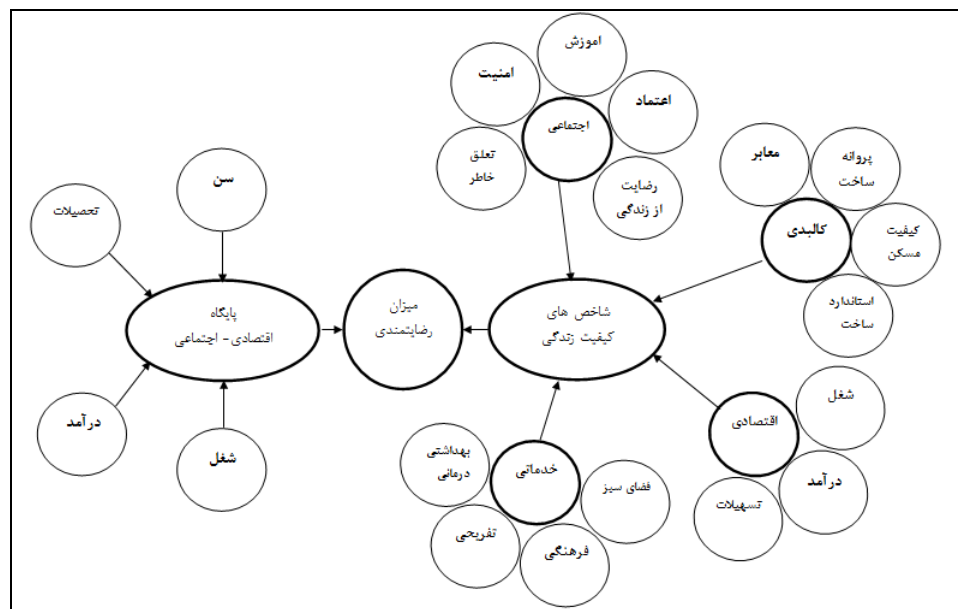 اموزش
امنیت
اعتماد
اجتماعی
تعلق
خاطر
رضایت
از زندگی
معابر
پروانه
ساخت
کالبدی
کیفیت
مسکن
استاندارد
ساخت
سن
تحصیلات
پایگاه
اقتصادی- اجتماعی
میزان
رضایتمندی
شاخص های
کیفیت زندگی
درآمد
شغل
بهداشتی
درمانی
خدماتی
فضای سبز
تفریحی
فرهنگی
اقتصادی
شغل
درآمد
تسهیلات